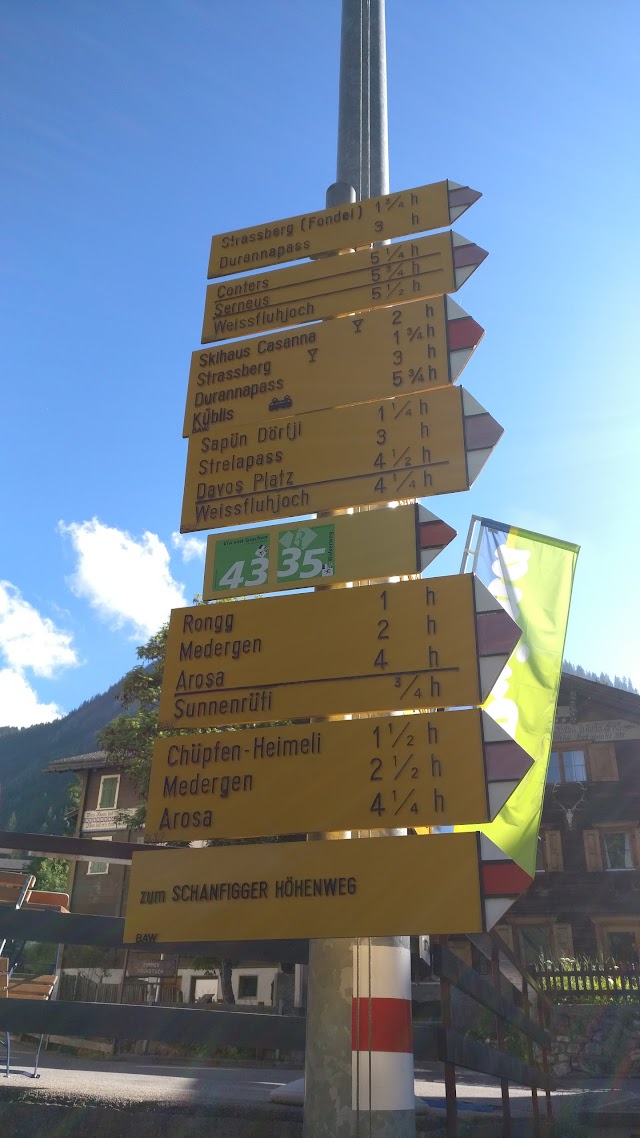 Strassberg (Fondei) 1 3/4 h
Durannapass 3 h
Conters 5 1/4 h
Serneus 5 3/4 h
Weissfluhjoch 5 1/2 h
Skihaus Casanna 2 h
Strassberg 1 3/4 h
Durannapass 3 h
Küblis 5 3/4 h
BAW
Sapün Dörfji 1 1/4 h
Strelapass 3 h
Davos Platz 4 1/2 h
Weissfluhjoch 4 1/4 h
43
35
Rongg 1 h
Medergen 2 h
Arosa 4 h
Sunnenrüti 3/4 h
Chüpfen-Heimeli 1 1/2 h
Medergen 2 1/2 h
Arosa 4 1/4 h
zum SCHANFIGGER HÖHENWEG
BAW